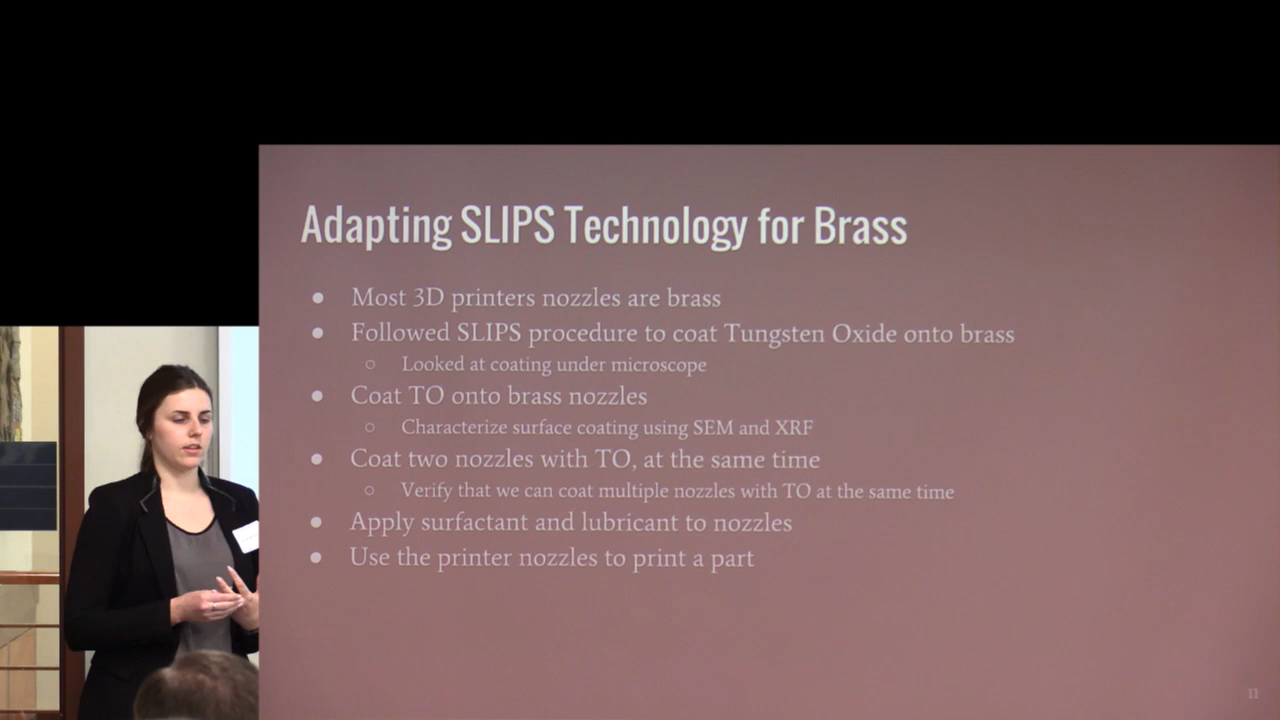 Adapting SLIPS Technology for Brass
● Most 3D printers nozzles are brass
● Followed SLIPS procedure to coat Tungsten Oxide onto brass
○ Looked at coating under microscope
● Coat TO onto brass nozzles
○ Characterize surface coating using SEM and XRF
● Coat two nozzles with TO, at the same time
○ Verify that we can coat multiple nozzles with TO at the same time
● Apply surfactant and lubricant to nozzles
● Use the printer nozzles to print a part
11